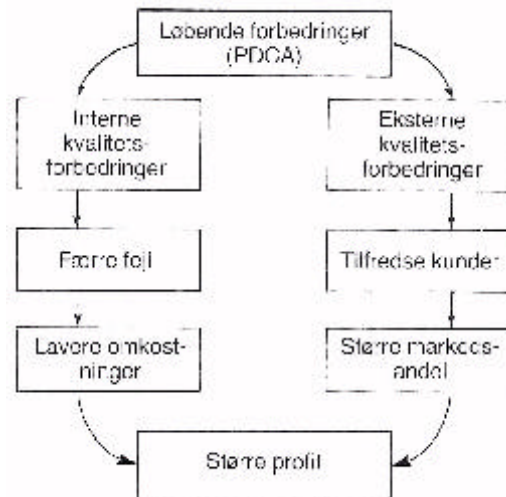 Løbende forbedringer
(PDCA)
Interne
kvalitets-
forbedringer
Eksterne
kvalitets-
forbedringer
Færre fejl
Tilfredse kunder
Lavere omkost-
ninger
Større markeds-
andel
Større profit